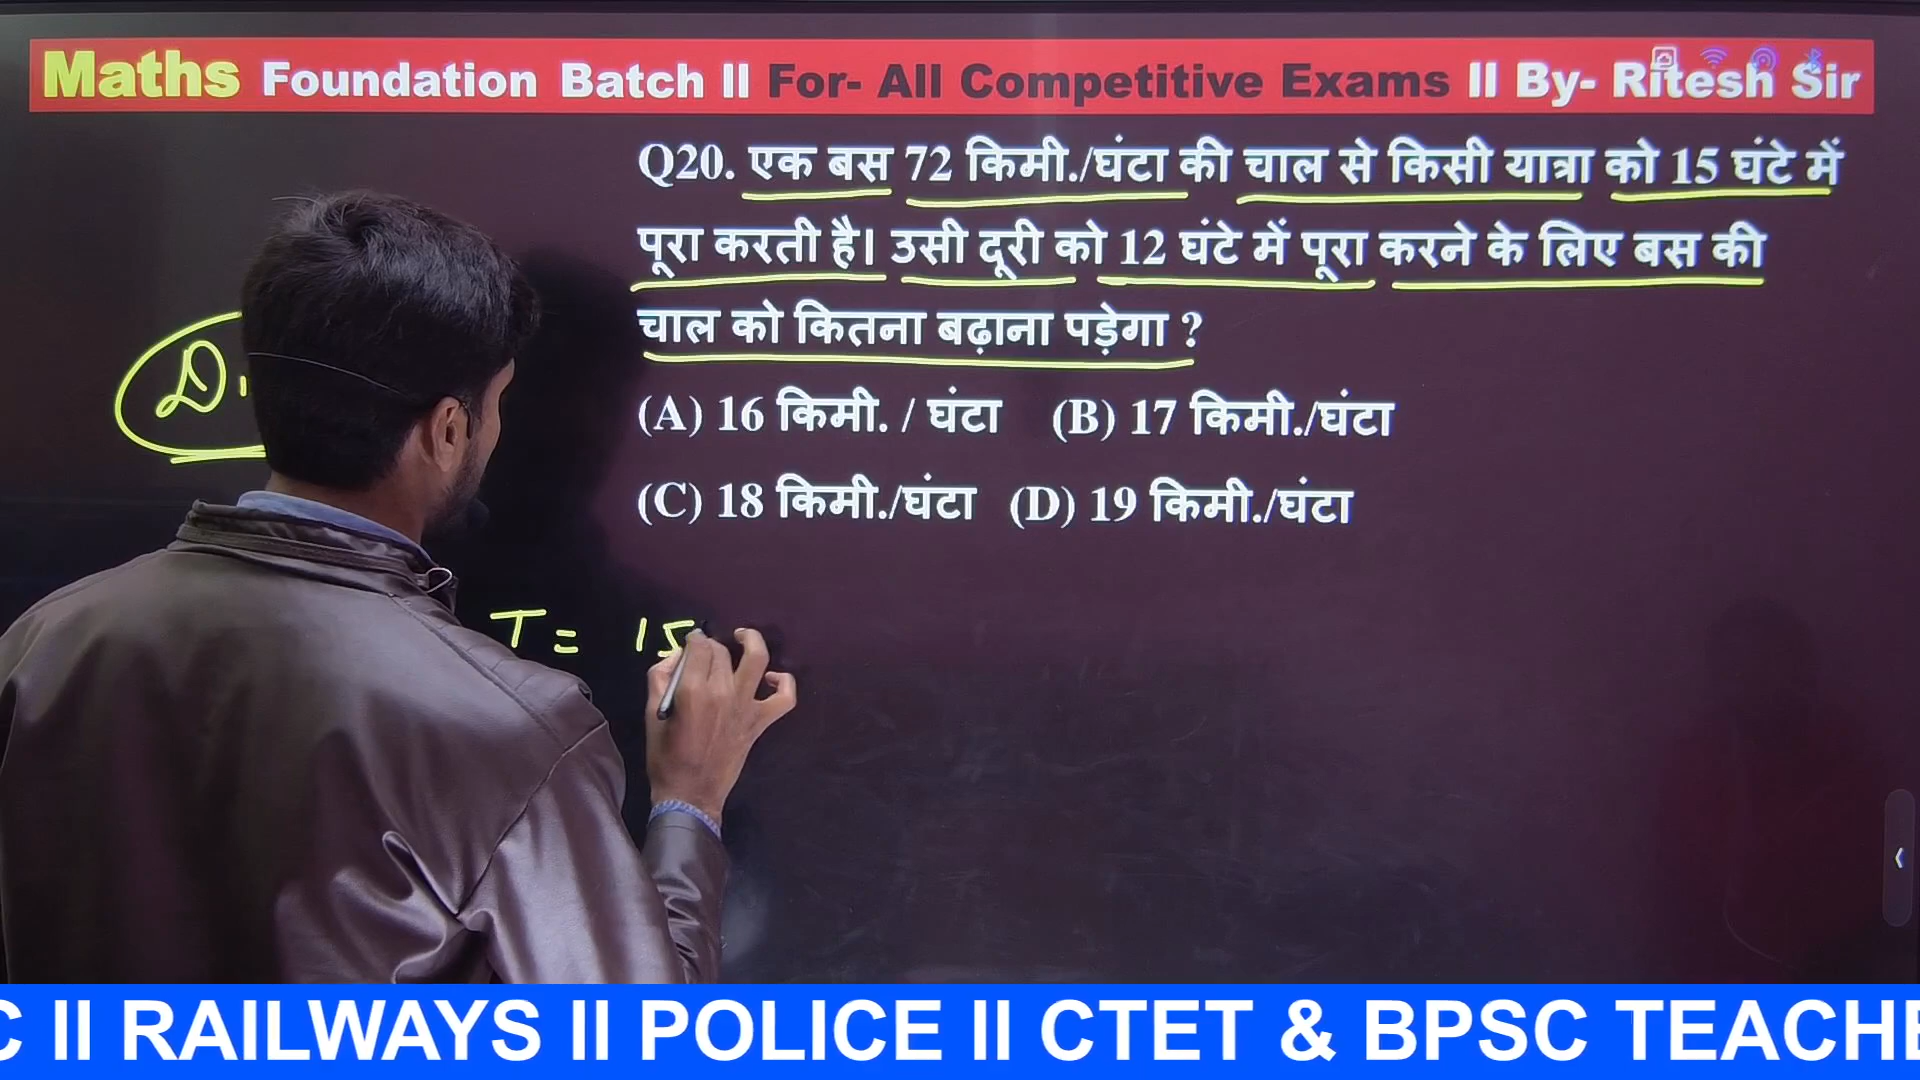 Maths Foundation Batch II For- All Competitive Exams II By- Ritesh Sir
Q20. एक बस 72 किमी./घंटा की चाल से किसी यात्रा को 15 घंटे में
पूरा करती है। उसी दूरी को 12 घंटे में पूरा करने के लिए बस की
चाल को कितना बढ़ाना पड़ेगा ?
(A) 16 किमी. / घंटा (B) 17 किमी./घंटा
(C) 18 किमी./घंटा (D) 19 किमी./घंटा
T = 15
II RAILWAYS II POLICE II CTET & BPSC